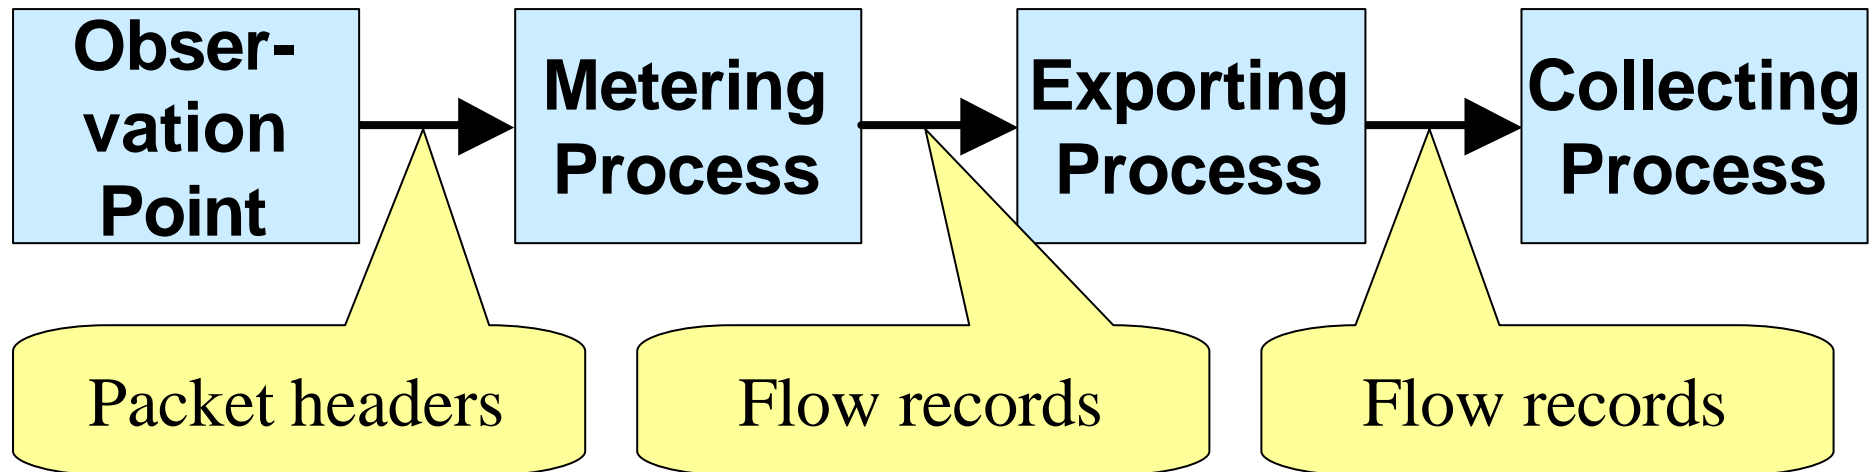 Obser-
vation
Point
Metering
Process
Exporting
Process
Collecting
Process
Packet headers
Flow records
Flow records